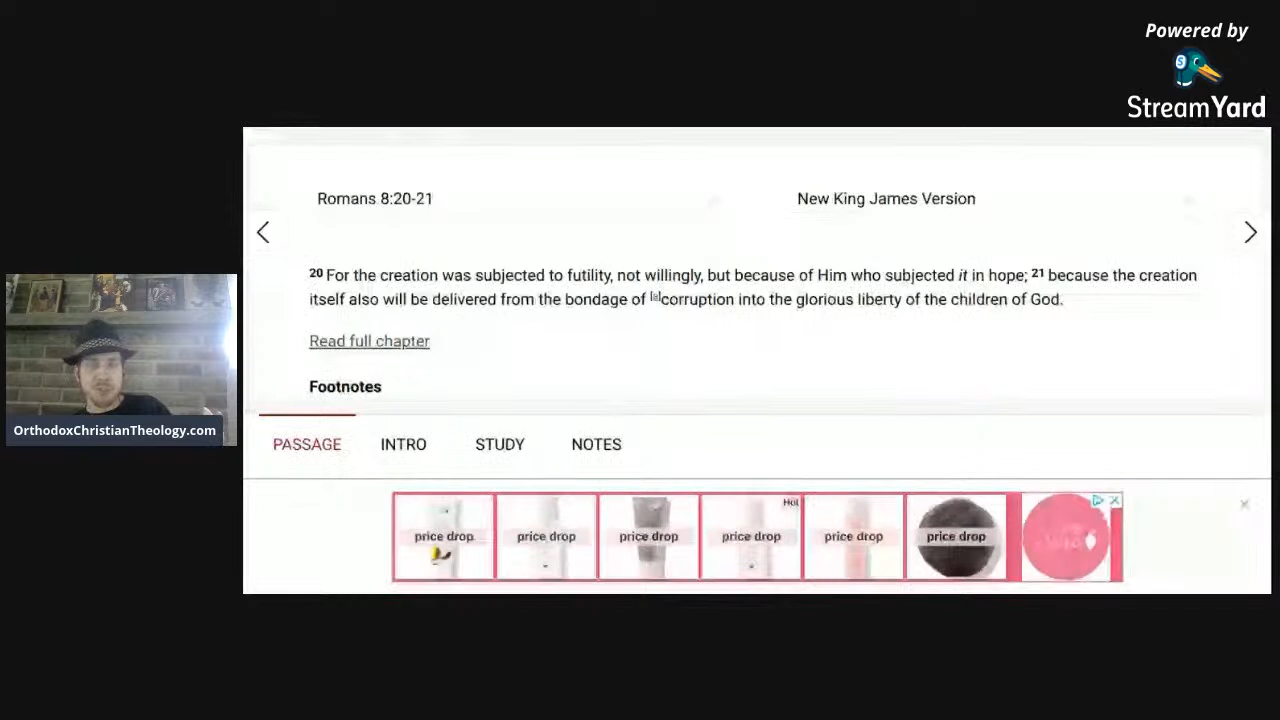 Powered by
StreamYard
Romans 8:20-21
New King James Version
20 For the creation was subjected to futility, not willingly, but because of Him who subjected it in hope; 21 because the creation
itself also will be delivered from the bondage of [a]corruption into the glorious liberty of the children of God.
Read full chapter
Footnotes
OrthodoxChristianTheology.com
PASSAGE INTRO STUDY NOTES
Hot
price drop price drop price drop price drop price drop price drop